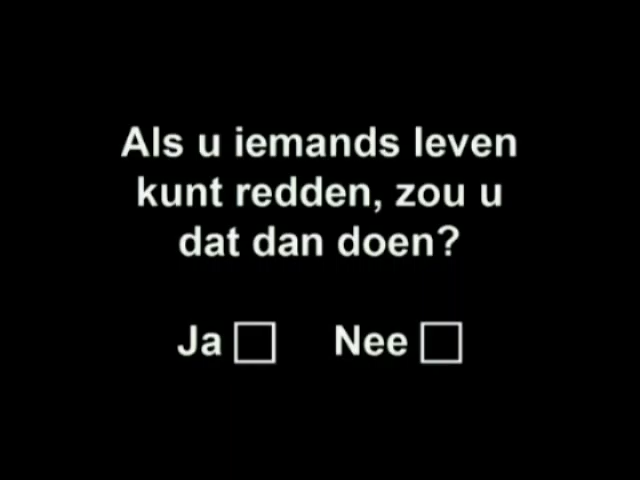 Als u iemands leven
kunt redden, zou u
dat dan doen?
Ja Nee